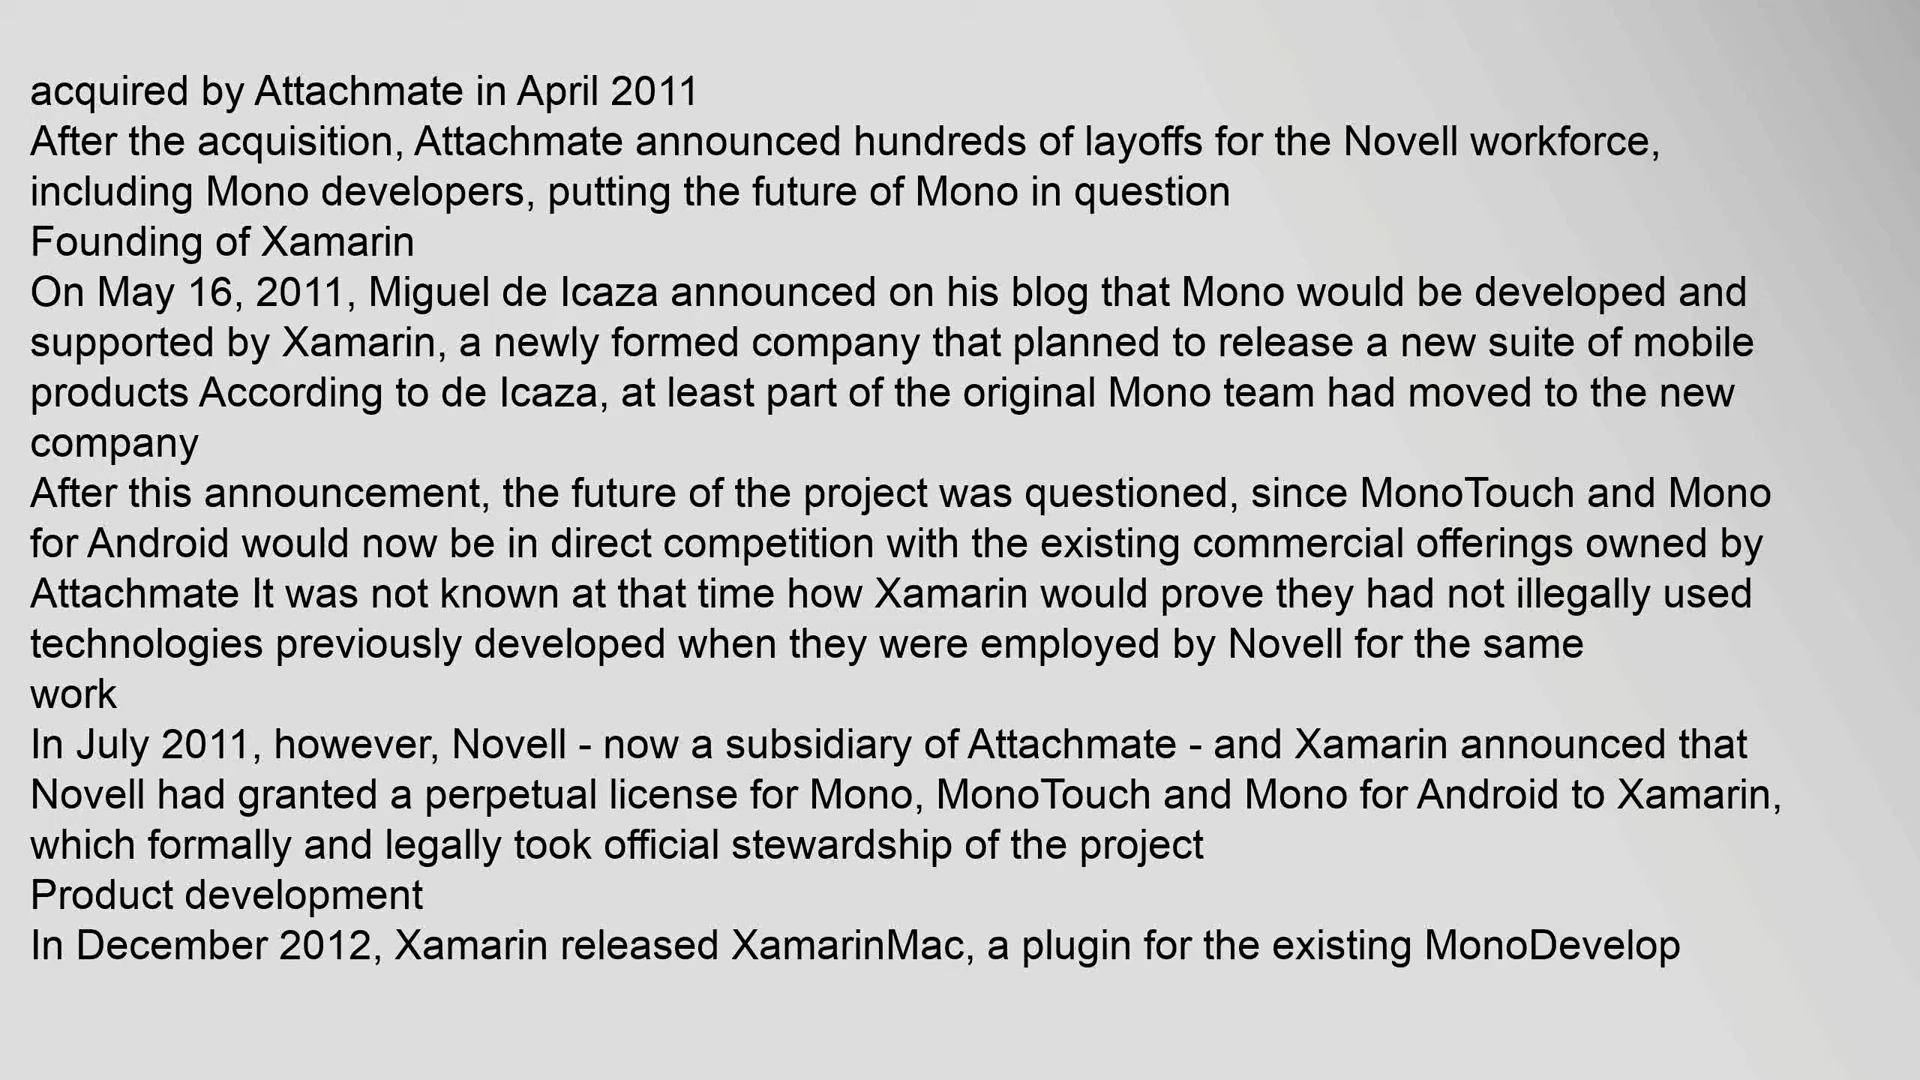 acquired by Attachmate in April 2011
After the acquisition, Attachmate announced hundreds of layoffs for the Novell workforce,
including Mono developers, putting the future of Mono in question
Founding of Xamarin
On May 16, 2011, Miguel de Icaza announced on his blog that Mono would be developed and
supported by Xamarin, a newly formed company that planned to release a new suite of mobile
products According to de Icaza, at least part of the original Mono team had moved to the new
company
After this announcement, the future of the project was questioned, since MonoTouch and Mono
for Android would now be in direct competition with the existing commercial offerings owned by
Attachmate It was not known at that time how Xamarin would prove they had not illegally used
technologies previously developed when they were employed by Novell for the same
work
In July 2011, however, Novell - now a subsidiary of Attachmate - and Xamarin announced that
Novell had granted a perpetual license for Mono, MonoTouch and Mono for Android to Xamarin,
which formally and legally took official stewardship of the project
Product development
In December 2012, Xamarin released XamarinMac, a plugin for the existing MonoDevelop